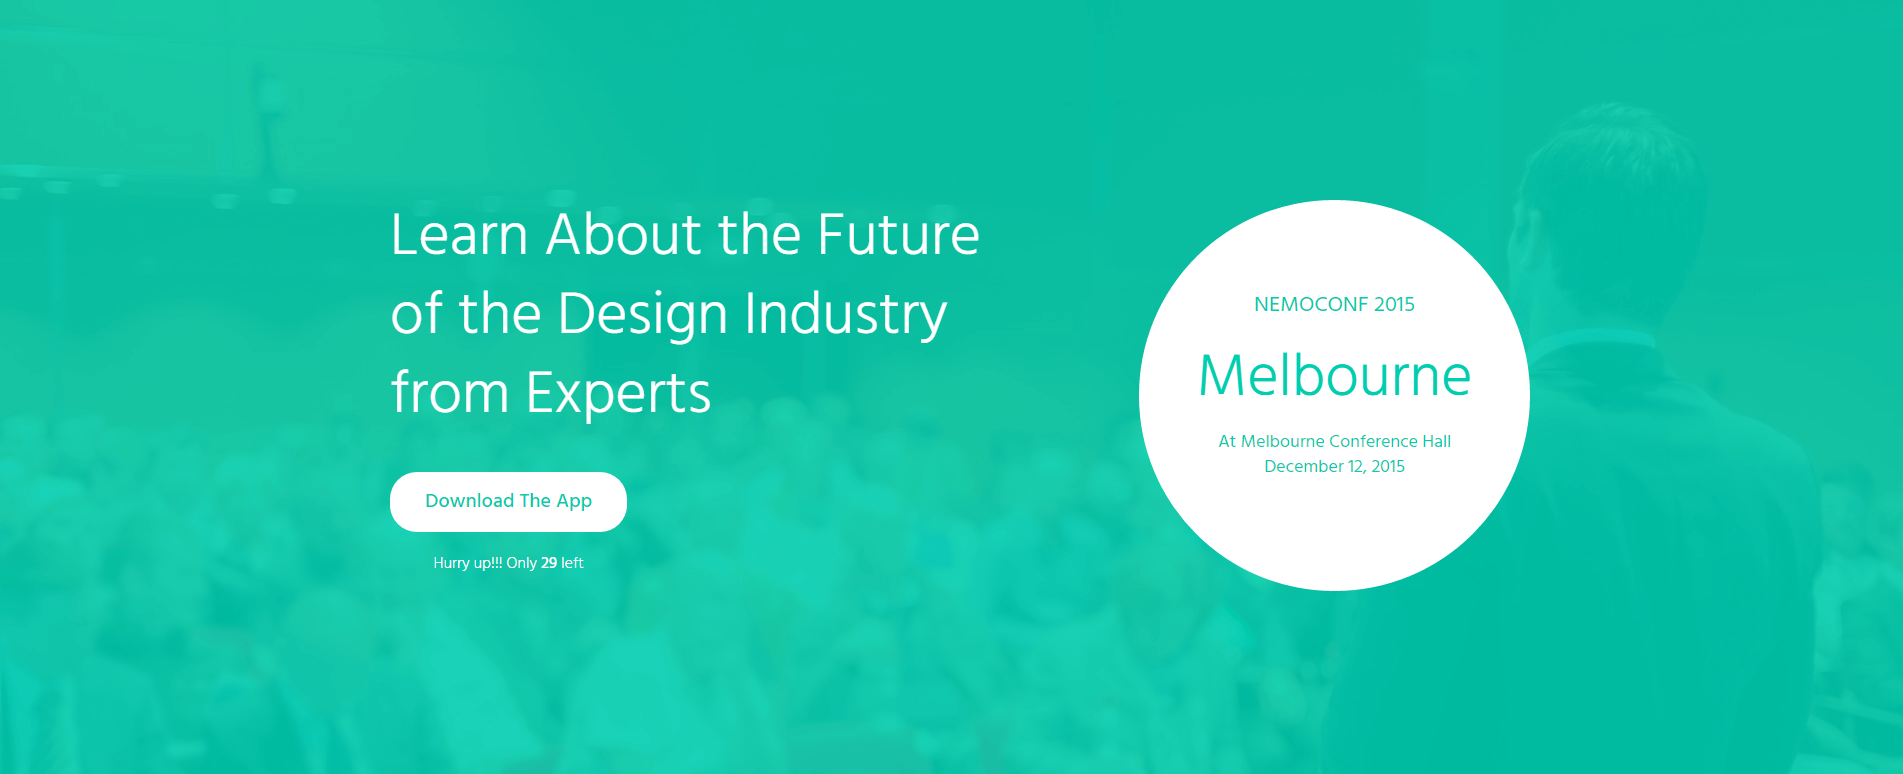 Learn About the Future
of the Design Industry
from Experts
Download The App
Hurry up!!! Only 29 left
NEMOCONF 2015
Melbourne
At Melbourne Conference Hall
December 12, 2015